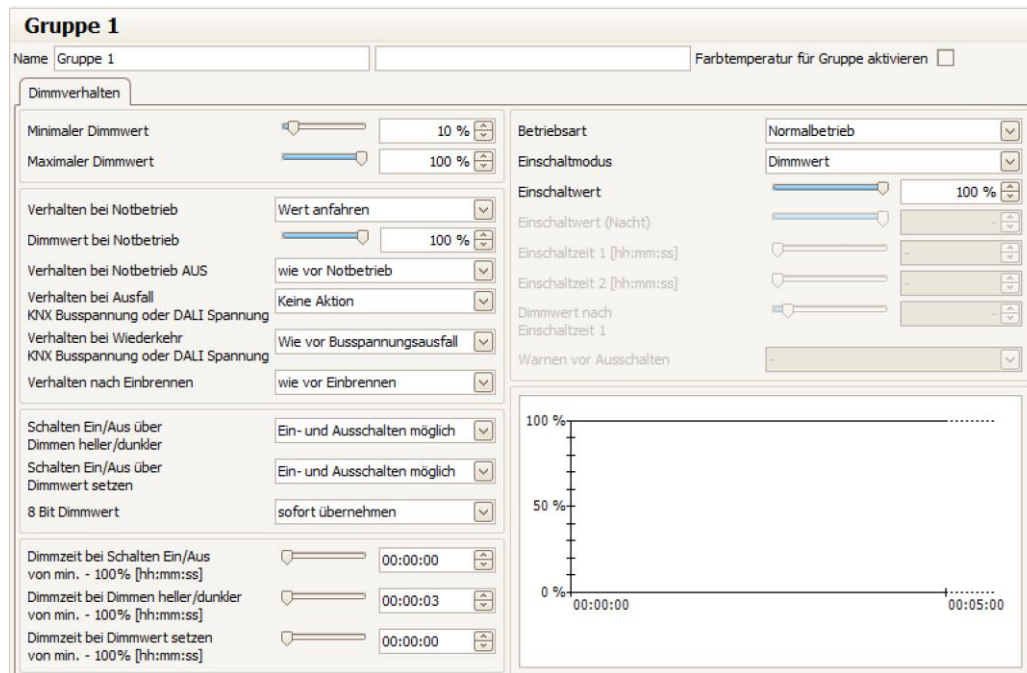 Gruppe 1
Name Gruppe 1 Farbtemperatur für Gruppe aktivieren
Dimmverhalten
Minimaler Dimmwert 10 %
Maximaler Dimmwert 100 %
Verhalten bei Notbetrieb Wert anfahren
Dimmwert bei Notbetrieb 100 %
Verhalten bei Notbetrieb AUS wie vor Notbetrieb
Verhalten bei Ausfall
KNX Busspannung oder DALI Spannung Keine Aktion
Verhalten bei Wiederkehr
KNX Busspannung oder DALI Spannung Wie vor Busspannungsausfall
Verhalten nach Einbrennen wie vor Einbrennen
Schalten Ein/Aus über
Dimmen heller/dunkler Ein- und Ausschalten möglich
Schalten Ein/Aus über
Dimmwert setzen Ein- und Ausschalten möglich
8 Bit Dimmwert sofort übernehmen
Dimmzeit bei Schalten Ein/Aus
von min. - 100% [hh:mm:ss] 00:00:00
Dimmzeit bei Dimmen heller/dunkler
von min. - 100% [hh:mm:ss] 00:00:03
Dimmzeit bei Dimmwert setzen
von min. - 100% [hh:mm:ss] 00:00:00
Betriebsart Normalbetrieb
Einschaltmodus Dimmwert
Einschaltwert 100 %
Einschaltwert (Nacht) -
Einschaltzeit 1 [hh:mm:ss] -
Einschaltzeit 2 [hh:mm:ss] -
Dimmwert nach
Einschaltzeit 1 -
Warnen vor Ausschalten -
100 %
50 %
0 %
00:00:00 00:05:00